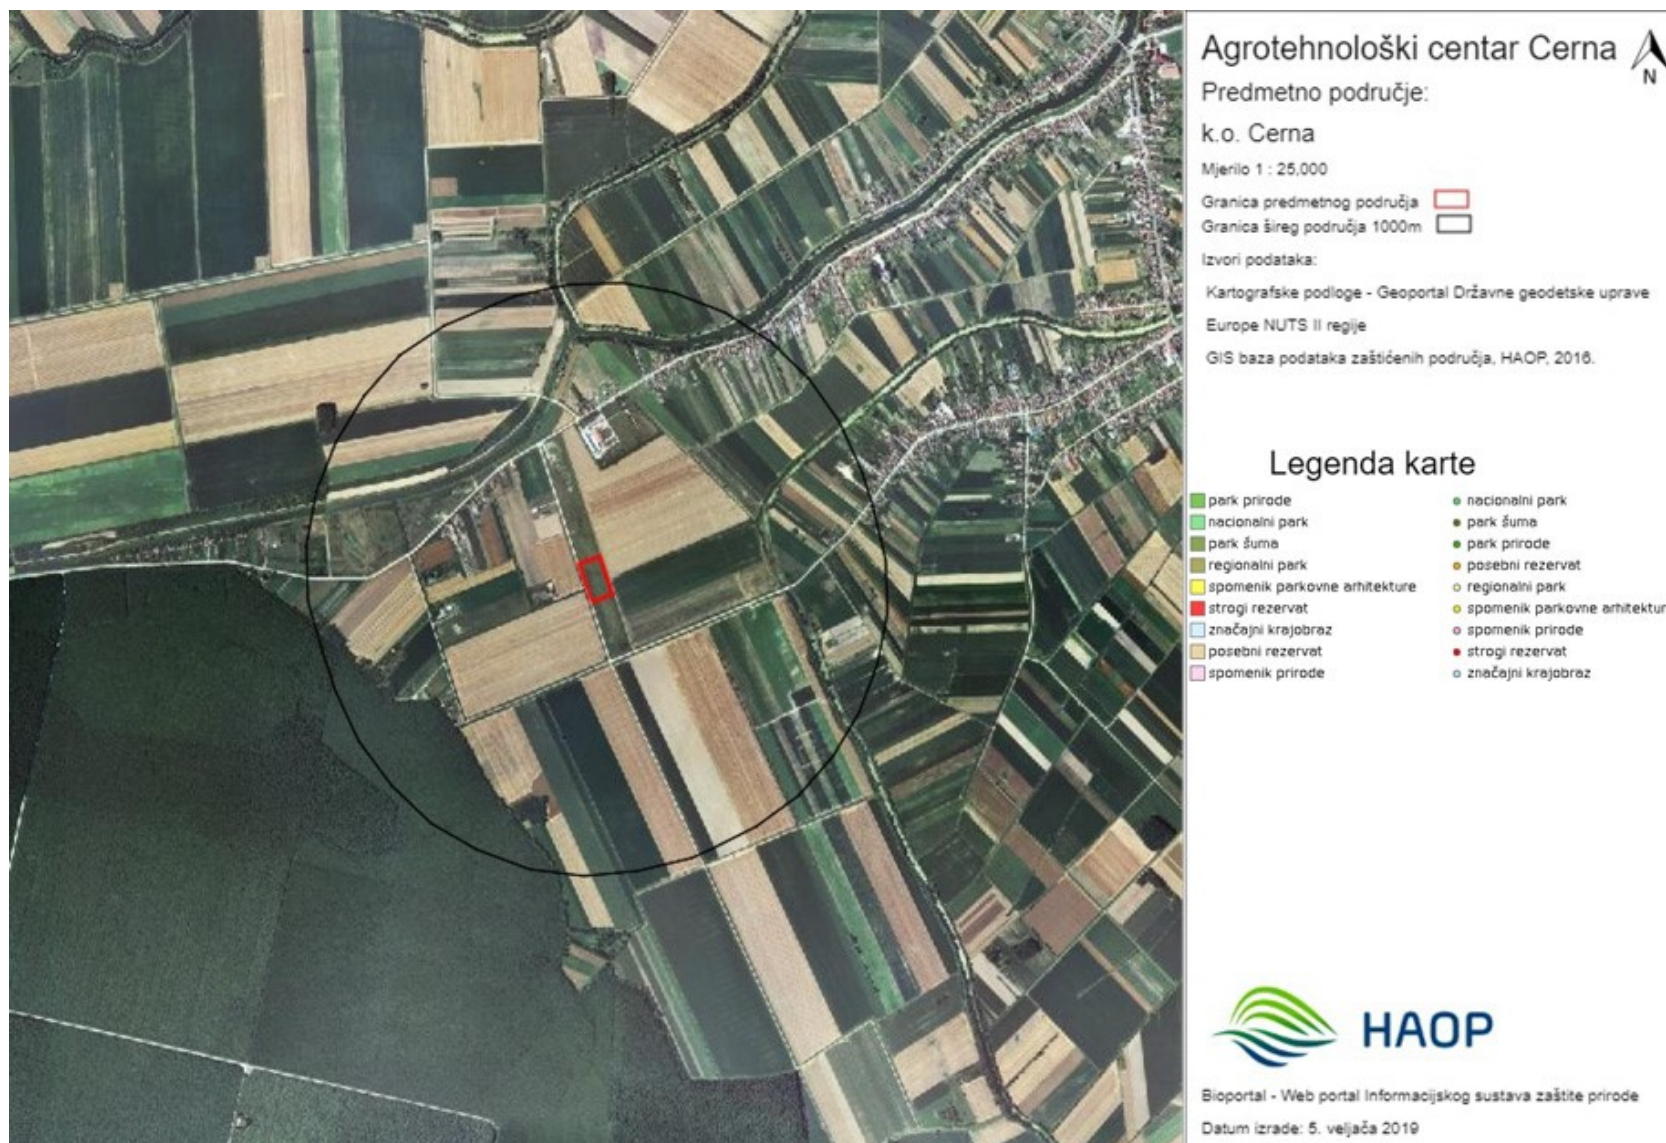 Agrotehnološki centar Cerna
N
Predmetno područje:
k.o. Cerna
Mjerilo 1 : 25,000
Granica predmetnog područja
Granica šireg područja 1000m
Izvori podataka:
Kartografske podloge - Geoportal Državne geodetske uprave
Europe NUTS II regije
GIS baza podataka zaštićenih područja, HAOP, 2016.
Legenda karte
park prirode
nacionalni park
park šuma
regionalni park
spomenik parkovne arhitekture
strogi rezervat
značajni krajobraz
posebni rezervat
spomenik prirode
nacionalni park
park šuma
park prirode
posebni rezervat
regionalni park
spomenik parkovne arhitektur
spomenik prirode
strogi rezervat
značajni krajobraz
HAOP
Bioportal - Web portal Informacijskog sustava zaštite prirode
Datum izrade: 5. veljača 2019